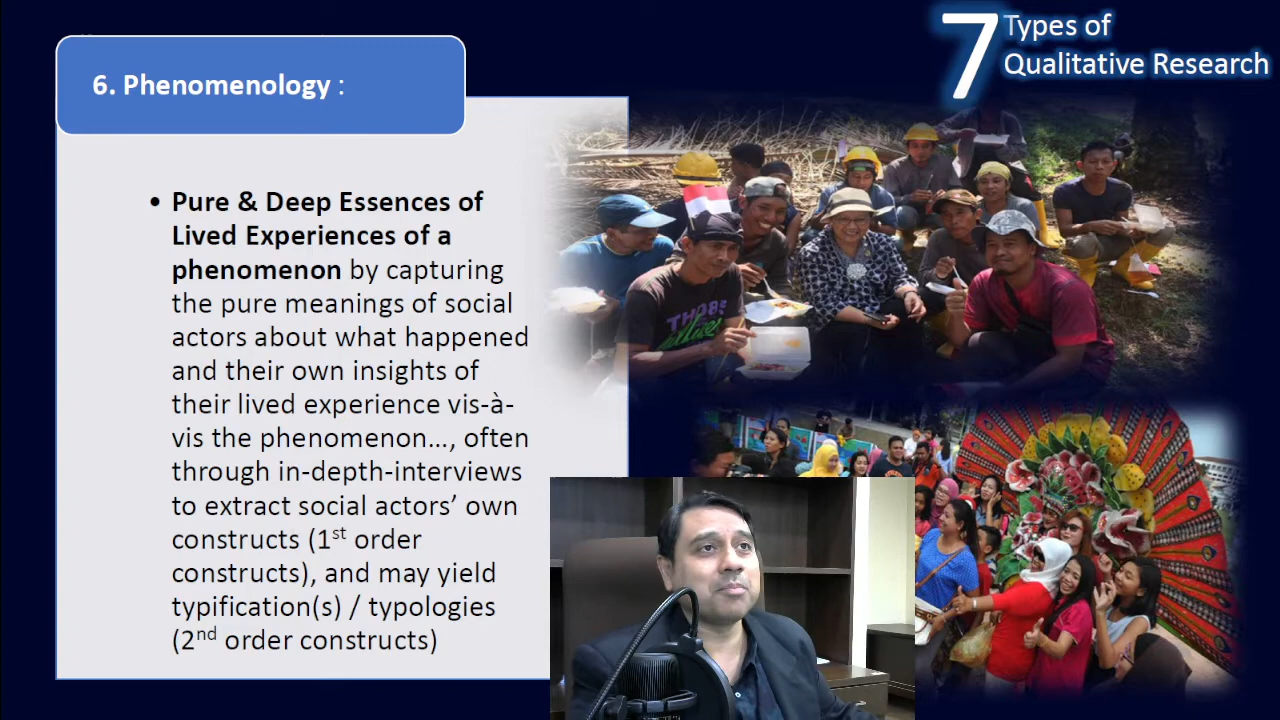 7 Types of
Qualitative Research
6. Phenomenology :
• Pure & Deep Essences of
Lived Experiences of a
phenomenon by capturing
the pure meanings of social
actors about what happened
and their own insights of
their lived experience vis-à-
vis the phenomenon…, often
through in-depth-interviews
to extract social actors’ own
constructs (1st order
constructs), and may yield
typification(s) / typologies
(2nd order constructs)